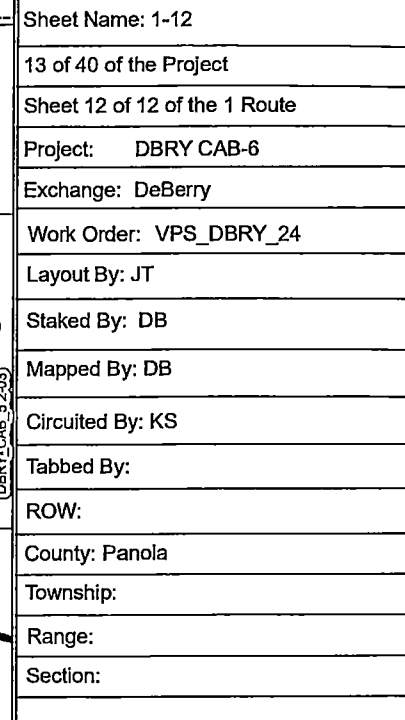 Sheet Name: 1-12
13 of 40 of the Project
Sheet 12 of 12 of the 1 Route
Project: DBRY CAB-6
Exchange: DeBerry
Work Order: VPS_DBRY_24
Layout By: JT
Staked By: DB
Mapped By: DB
Circuited By: KS
Tabbed By:
ROW:
County: Panola
Township:
Range:
Section: